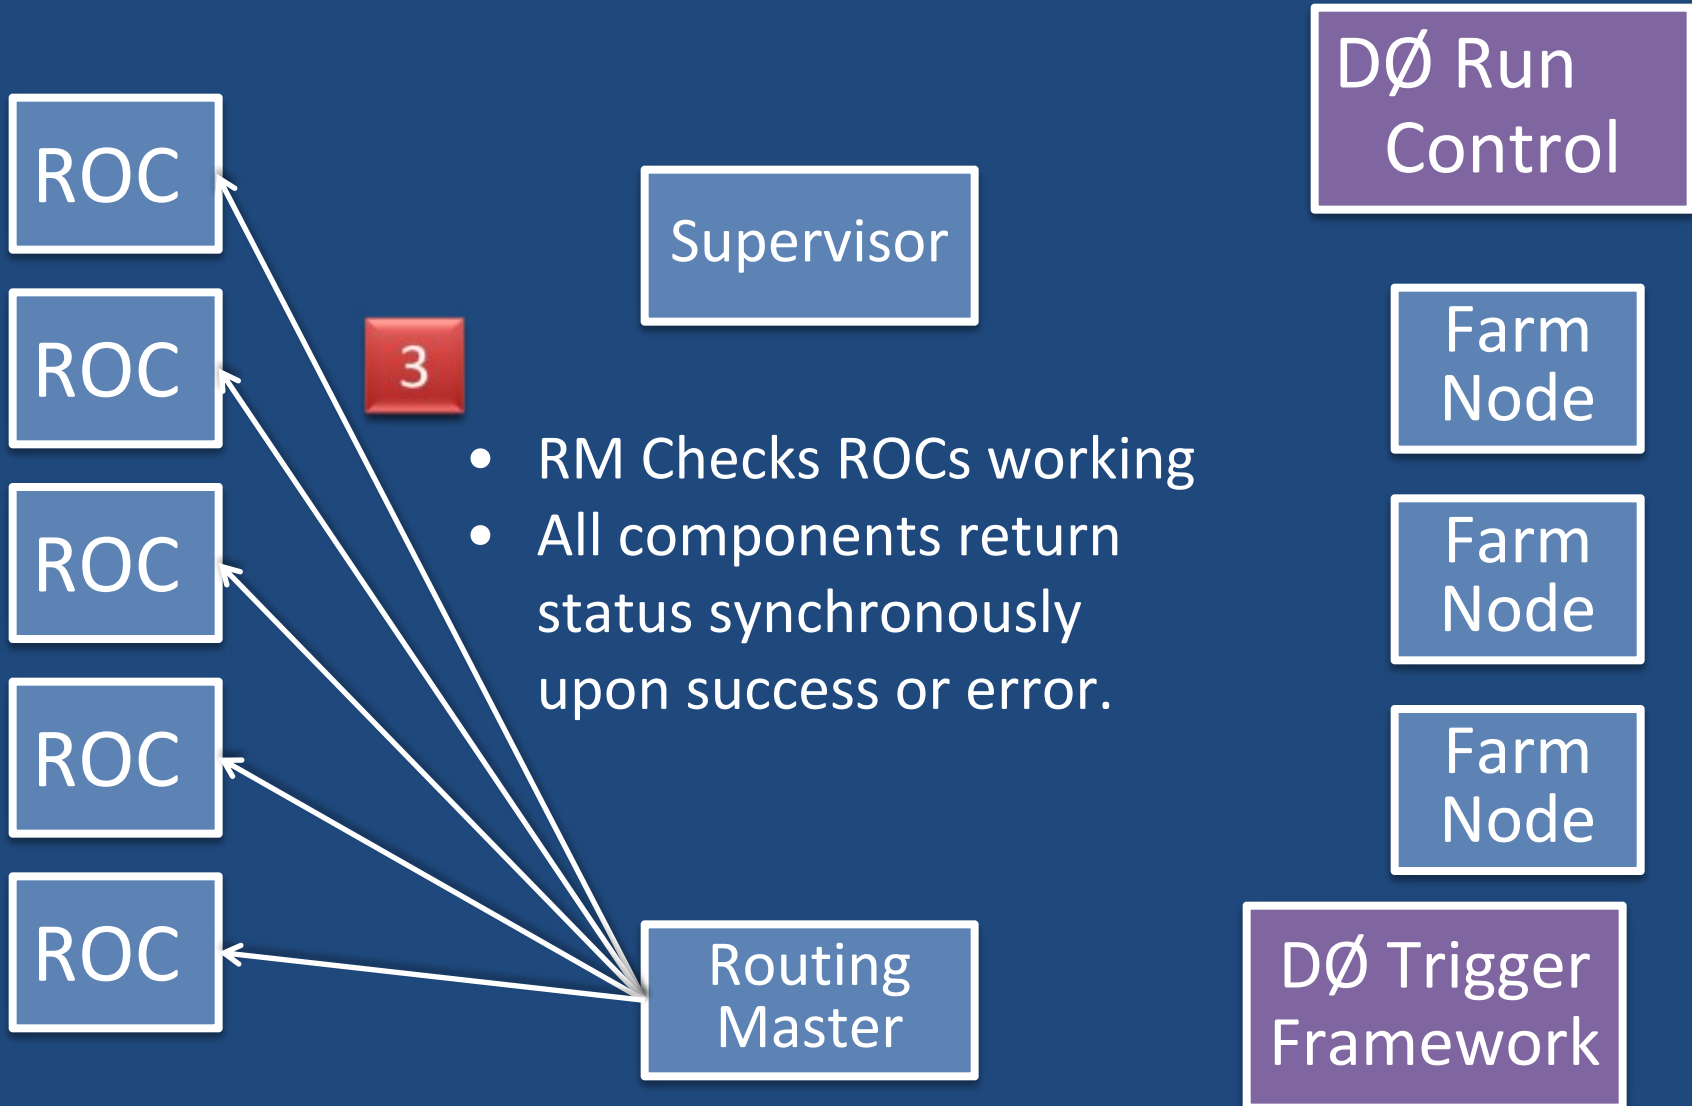 DØ Run
Control
ROC
Supervisor
ROC
3
Farm
Node
• RM Checks ROCs working
• All components return
status synchronously
upon success or error.
ROC
Farm
Node
ROC
Farm
Node
ROC
Routing
Master
DØ Trigger
Framework